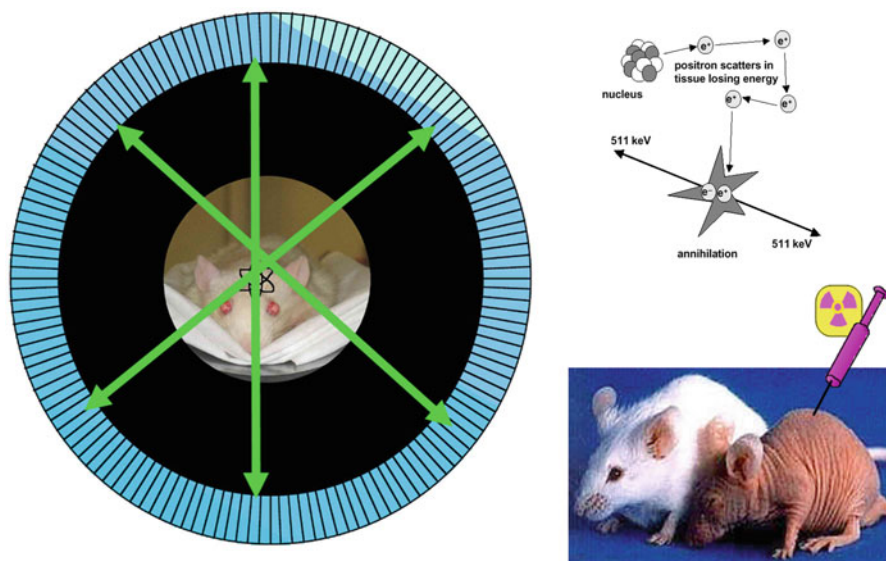 e⁺
e⁺
nucleus
positron scatters in
tissue losing energy
e⁺
e⁺
511 keV
e⁻ e⁺
annihilation
511 keV